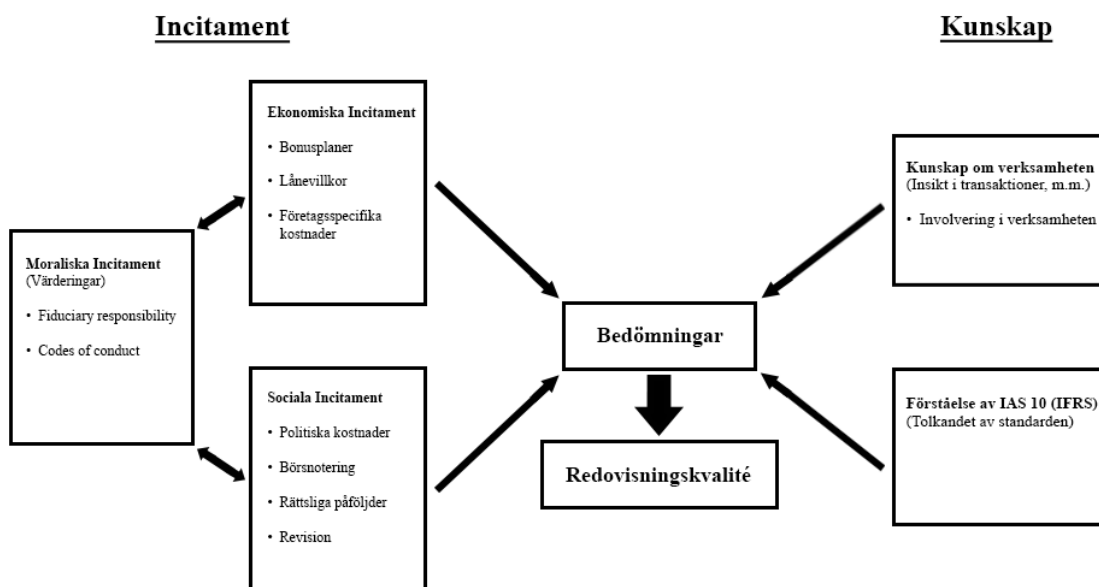 Incitament
Kunskap
Ekonomiska Incitament
• Bonusplaner
• Lånevillkor
• Företagsspecifika
kostnader
Moraliska Incitament
(Värderingar)
• Fiduciary responsibility
• Codes of conduct
Sociala Incitament
• Politiska kostnader
• Börsnotering
• Rättsliga påföljder
• Revision
Bedömningar
Redovisningskvalité
Kunskap om verksamheten
(Insikt i transaktioner, m.m.)
• Involvering i verksamheten
Förståelse av IAS 10 (IFRS)
(Tolkandet av standarden)